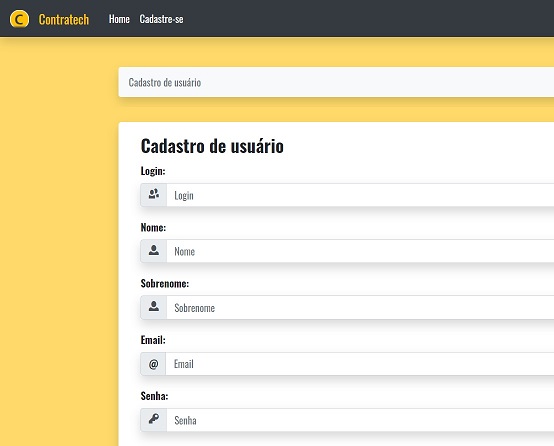 C Contratech Home Cadastre-se
Cadastro de usuário
Cadastro de usuário
Login:
Login
Nome:
Nome
Sobrenome:
Sobrenome
Email:
@ Email
Senha:
Senha